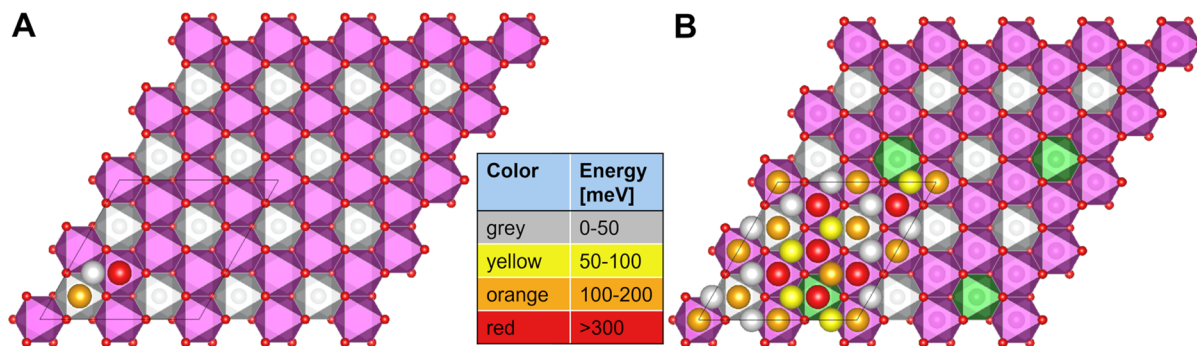 A
B
Color Energy
[meV]
grey 0-50
yellow 50-100
orange 100-200
red >300